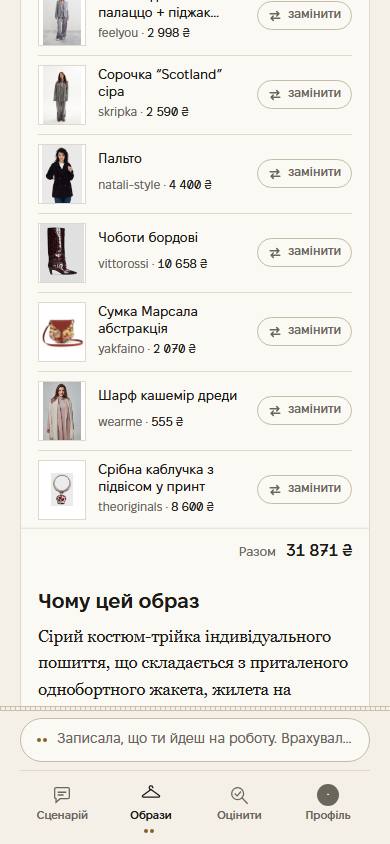 палаццо + піджак...
feelyou · 2 998 ₴
замінити
Сорочка "Scotland"
сіра
skripka · 2 590 ₴
замінити
Пальто
natali-style · 4 400 ₴
замінити
Чоботи бордові
vittorossi · 10 658 ₴
замінити
Сумка Марсала
абстракція
yakfaino · 2 070 ₴
замінити
Шарф кашемір дреди
wearme · 555 ₴
замінити
Срібна каблучка з
підвісом у принт
theoriginals · 8 600 ₴
замінити
Разом 31 871 ₴
Чому цей образ
Сірий костюм-трійка індивідуального
пошиття, що складається з приталеного
однобортного жакета, жилета на
Записала, що ти йдеш на роботу. Врахувал...
Сценарій
Образи
Оцінити
Профіль